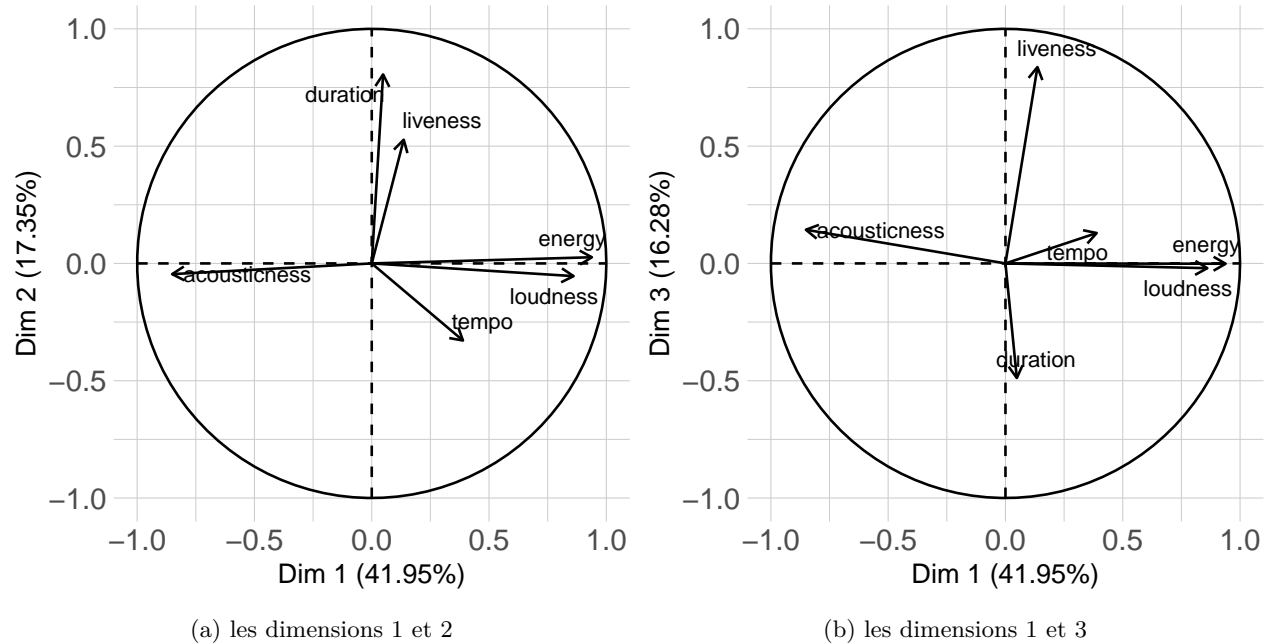 1.0
duration
liveness
0.5
energy
0.0
acousticness
loudness
tempo
−0.5
−1.0
−1.0
−0.5
0.0
0.5
1.0
Dim 1 (41.95%)
Dim 2 (17.35%)
(a) les dimensions 1 et 2
1.0
liveness
0.5
acousticness
tempo
energy
0.0
loudness
duration
−0.5
−1.0
−1.0
−0.5
0.0
0.5
1.0
Dim 1 (41.95%)
Dim 3 (16.28%)
(b) les dimensions 1 et 3